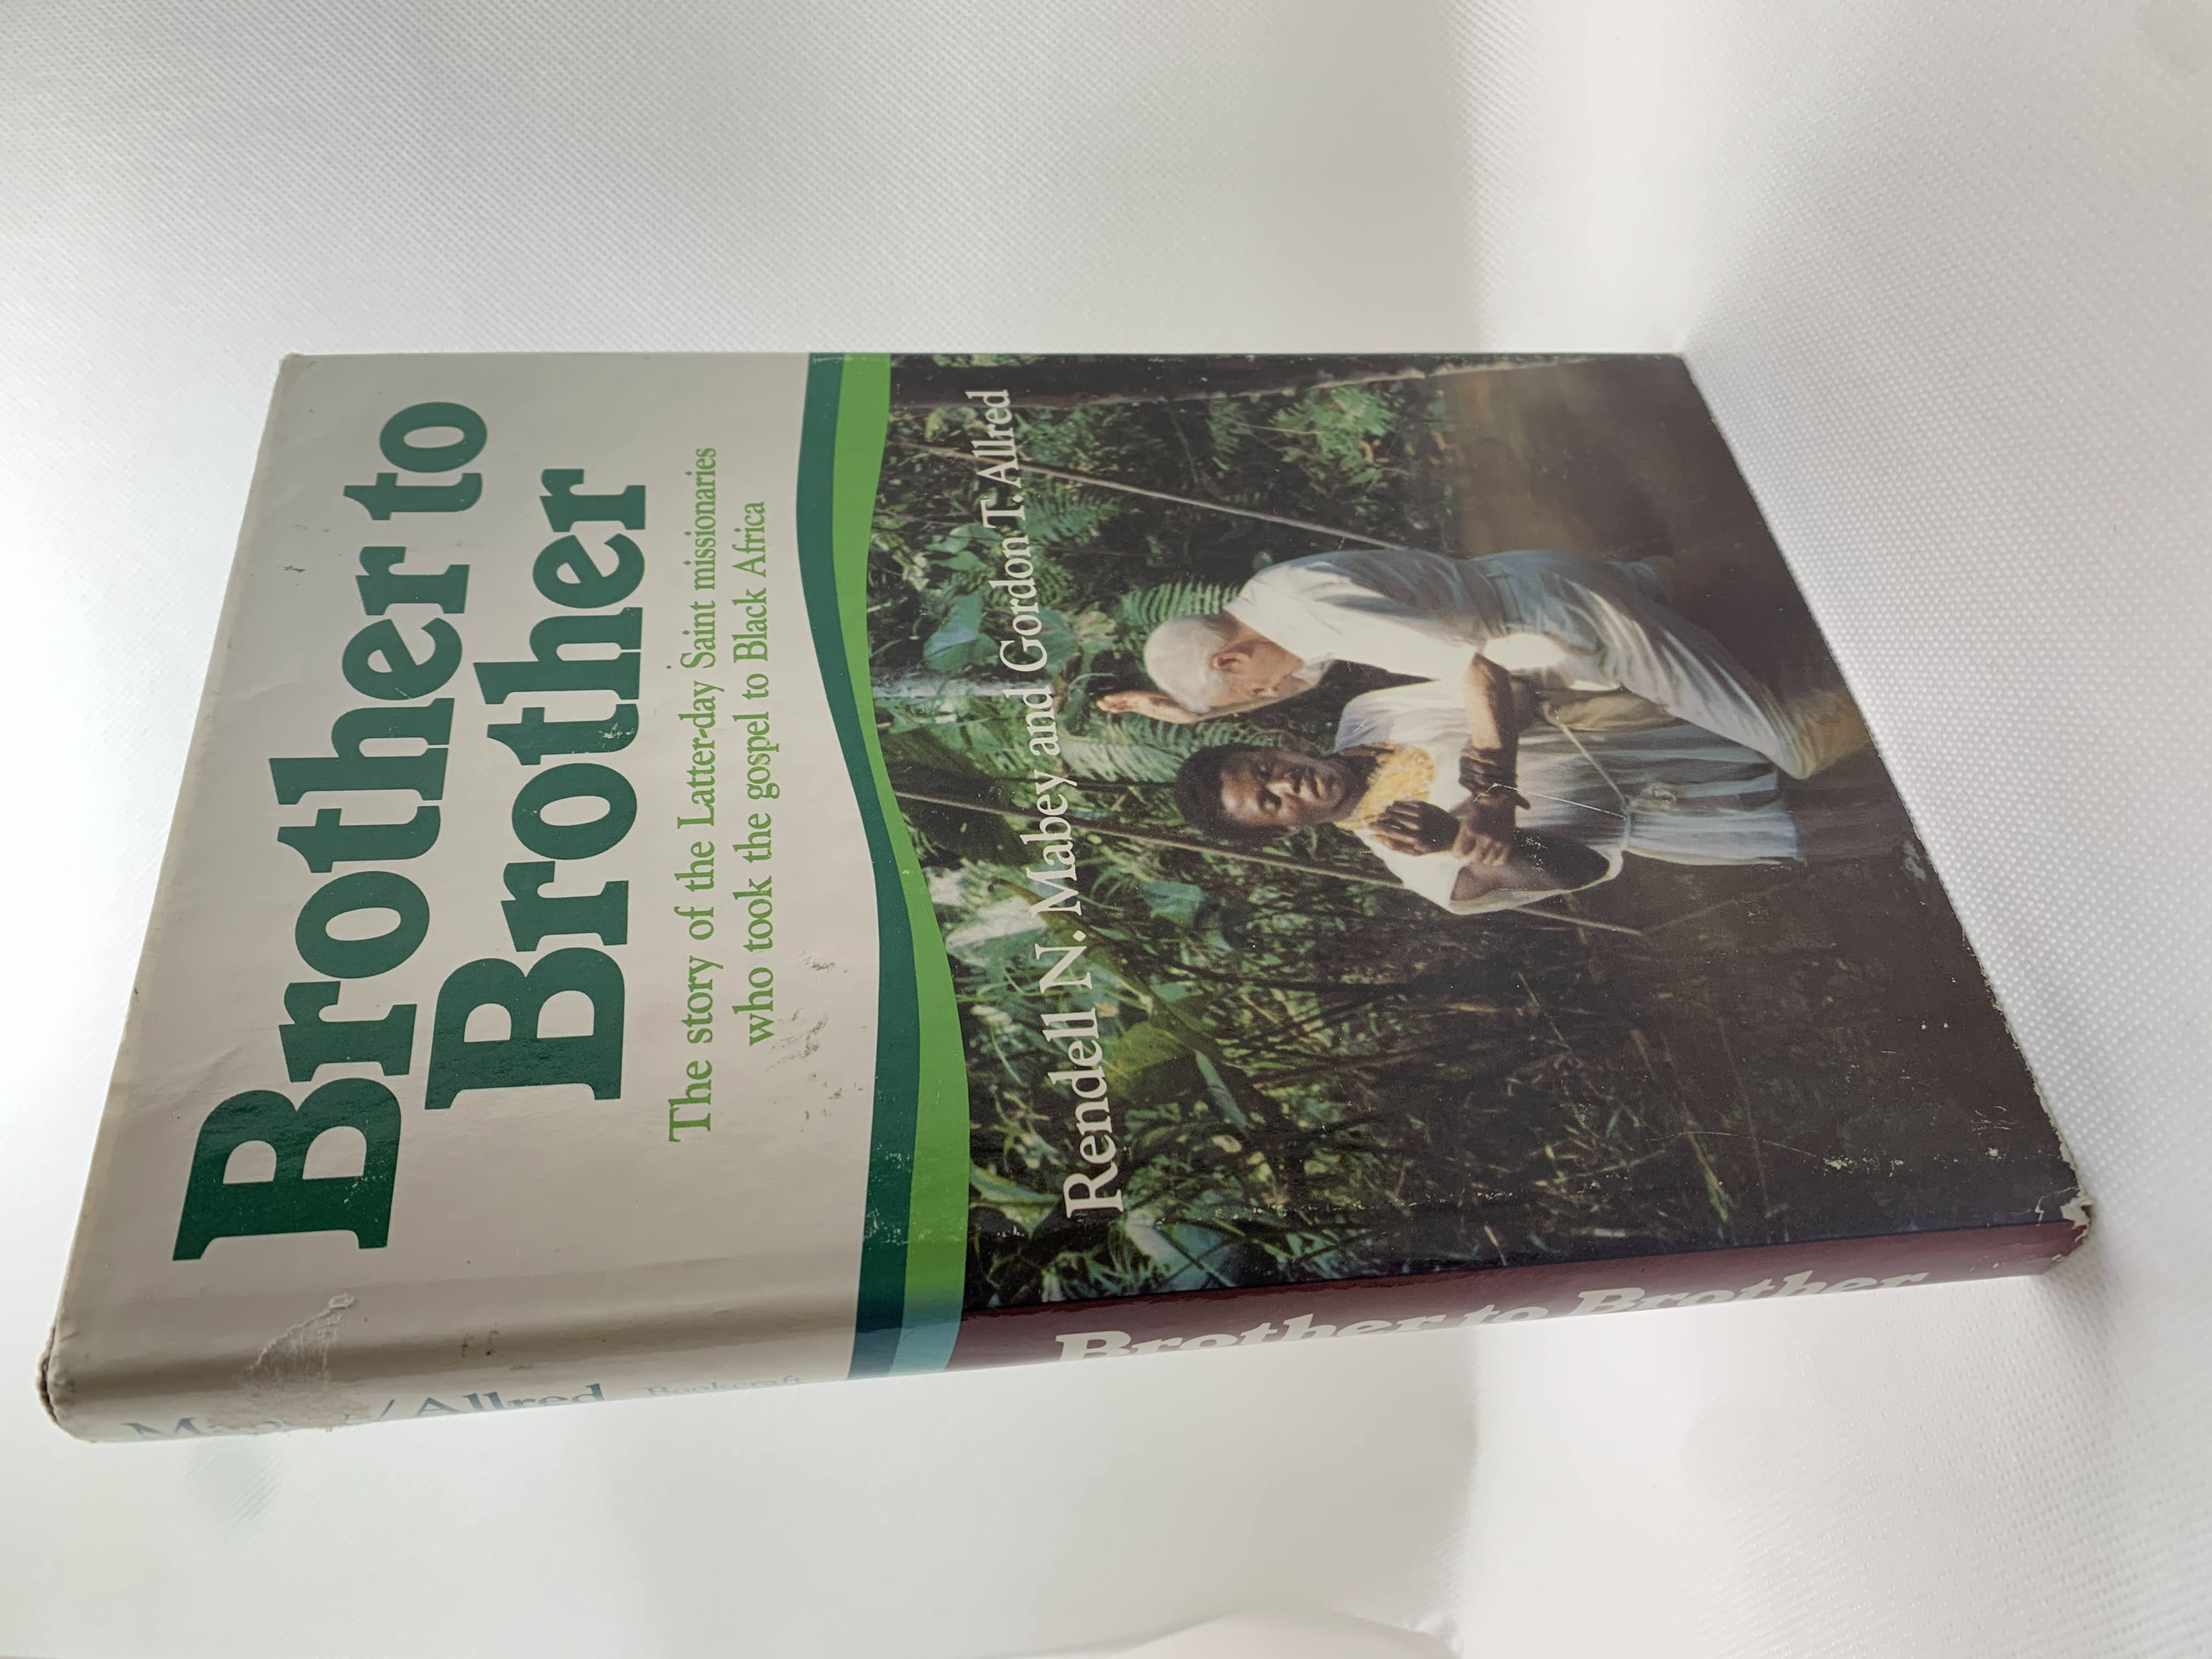 Brother to
Brother
The story of the Latter-day Saint missionaries
who took the gospel to Black Africa
Rendell N. Mabey and Gordon T. Allred
Brother to Brother
/Allred
Bookcraft